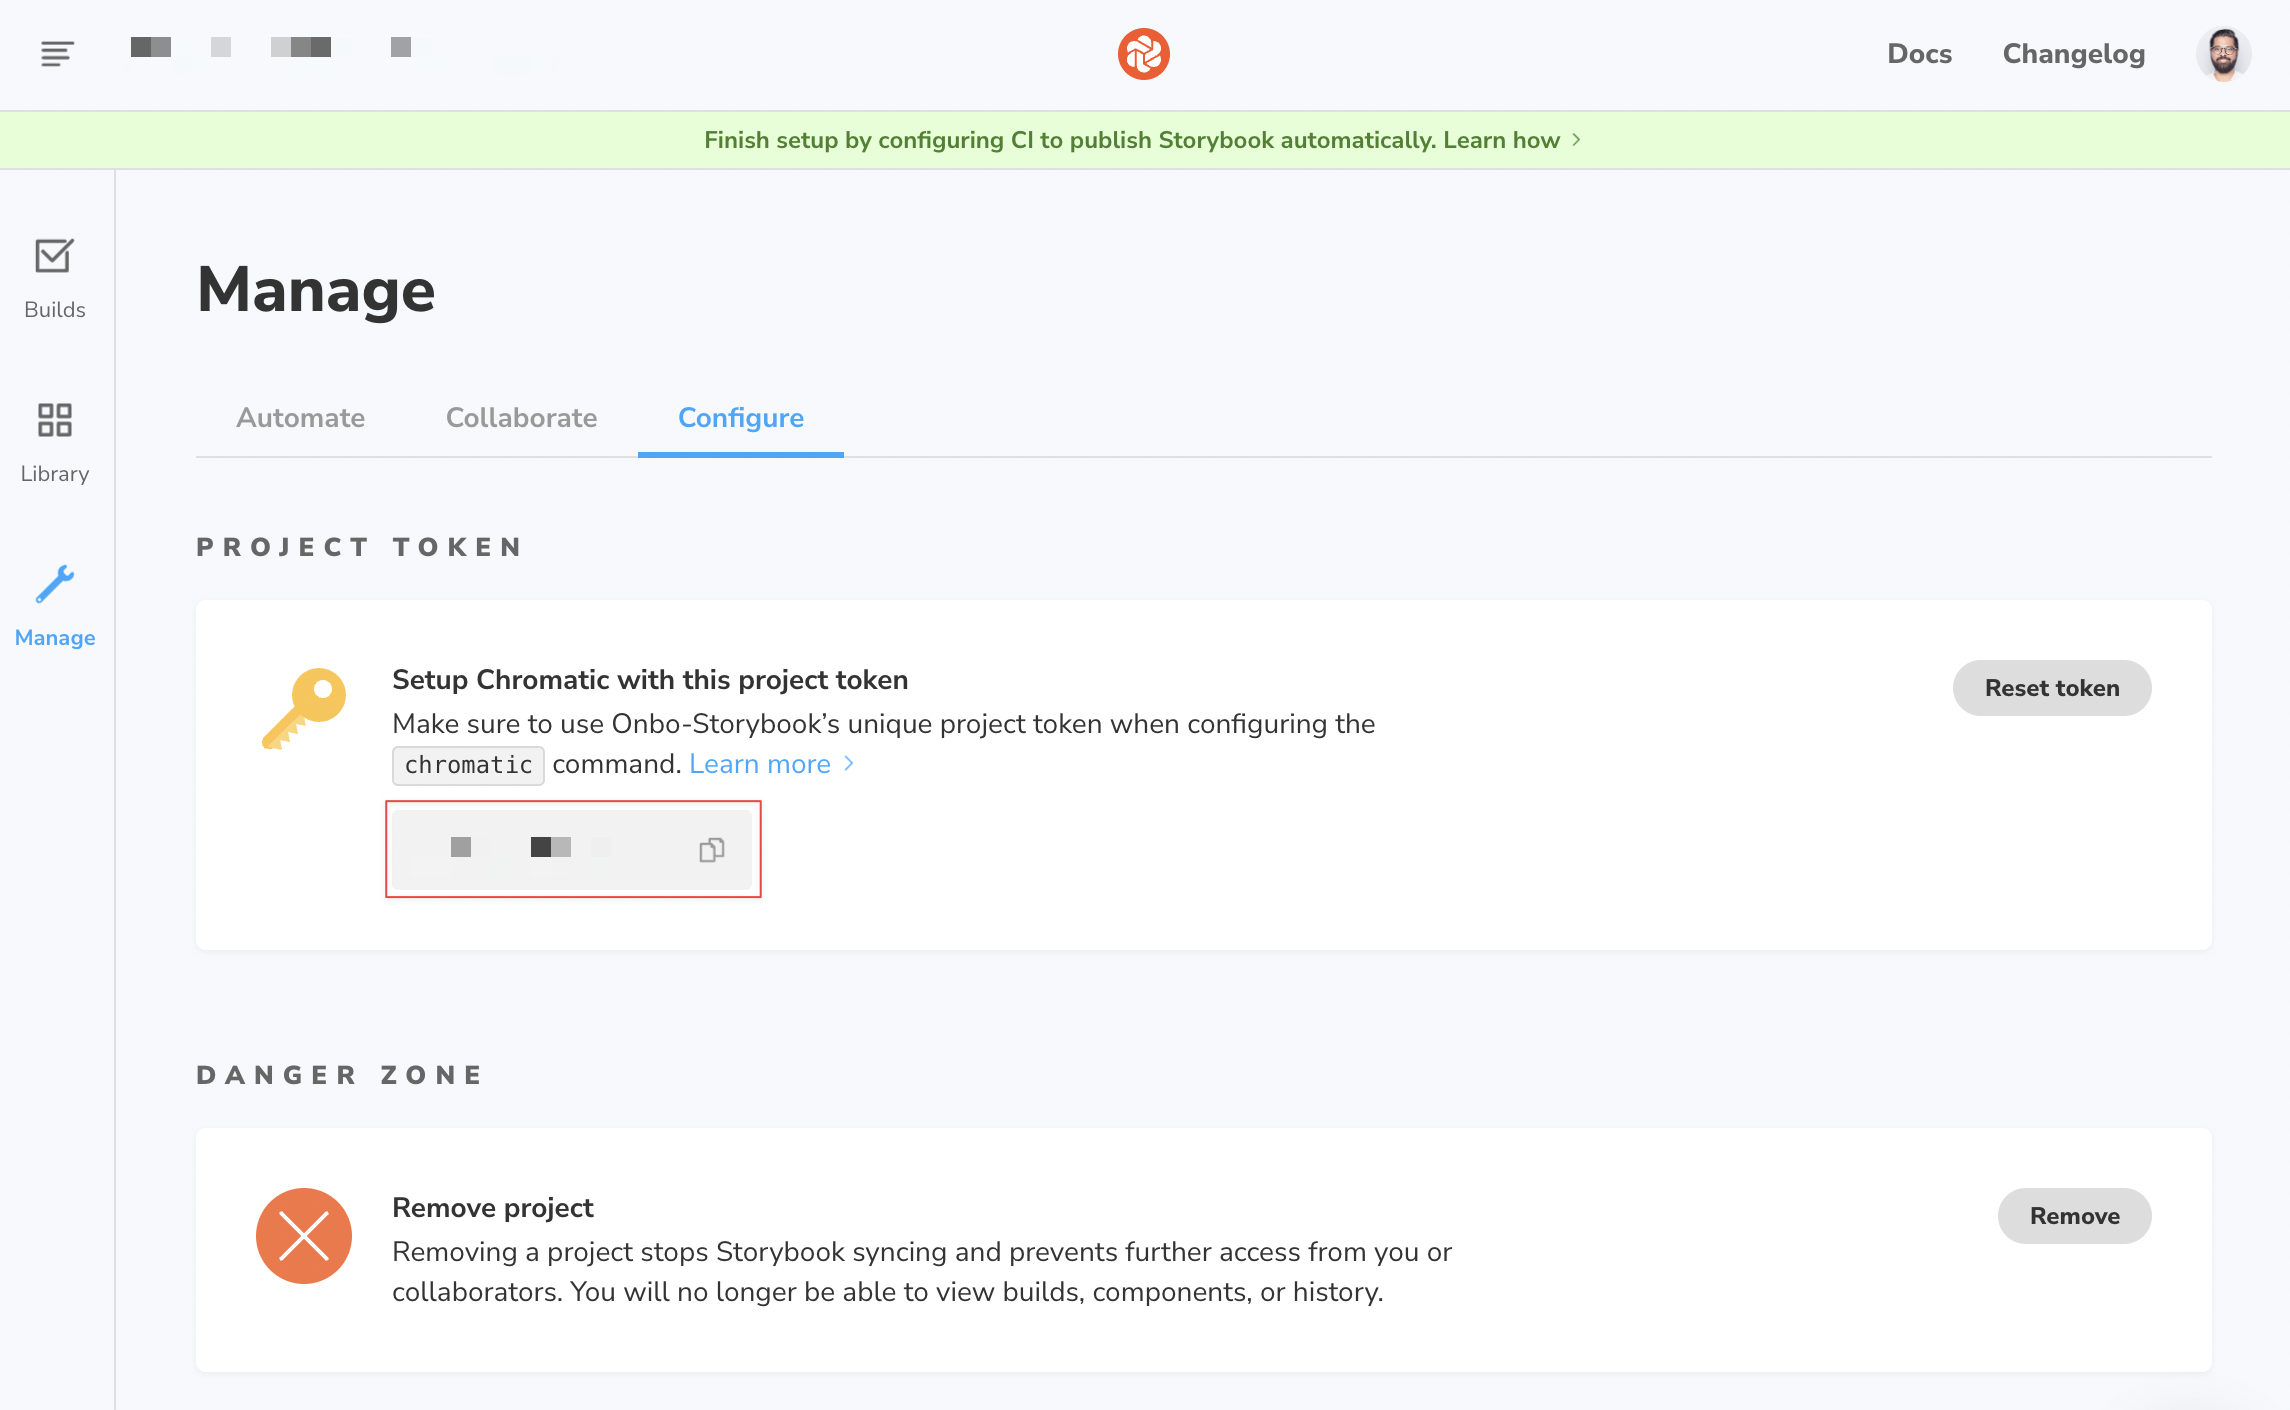 Docs Changelog
Finish setup by configuring CI to publish Storybook automatically. Learn how
Builds
Library
Manage
Manage
Automate Collaborate Configure
PROJECT TOKEN
Setup Chromatic with this project token
Make sure to use Onbo-Storybook’s unique project token when configuring the
chromatic command. Learn more
Reset token
DANGER ZONE
Remove project
Removing a project stops Storybook syncing and prevents further access from you or
collaborators. You will no longer be able to view builds, components, or history.
Remove